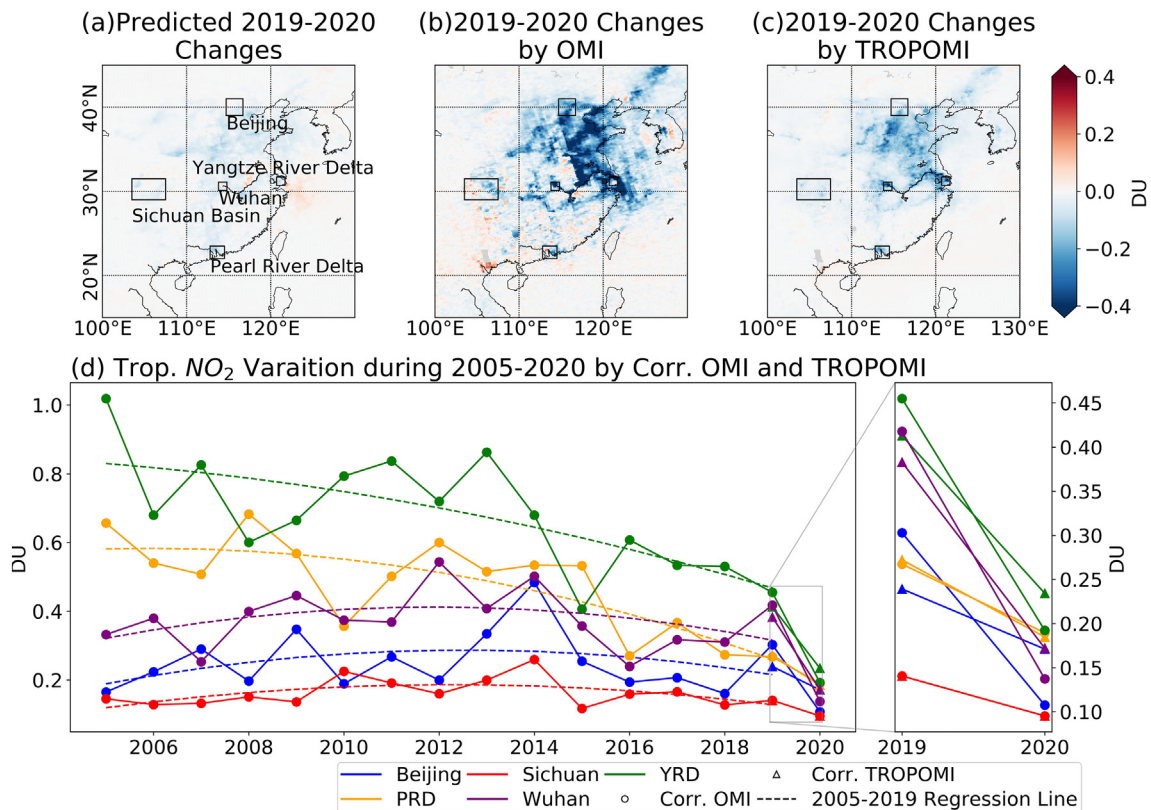 (a)Predicted 2019-2020
Changes
(b)2019-2020 Changes
by OMI
(c)2019-2020 Changes
by TROPOMI
40°N
30°N
20°N
Beijing
Yangtze River Delta
Wuhan
Sichuan Basin
Pearl River Delta
100°E 120°E
100°E 110°E 120°E
100°E 110°E 120°E 130°E
0.4
0.2
0.0
−0.2
−0.4
DU
(d) Trop. NO2 Varaition during 2005-2020 by Corr. OMI and TROPOMI
1.0
0.8
0.6
0.4
0.2
DU
2006 2008 2010 2012 2014 2016 2018 2020
0.45
0.40
0.35
0.30
0.25
0.20
0.15
0.10
DU
2019 2020
Beijing Sichuan YRD Corr. TROPOMI
PRD Wuhan Corr. OMI 2005-2019 Regression Line